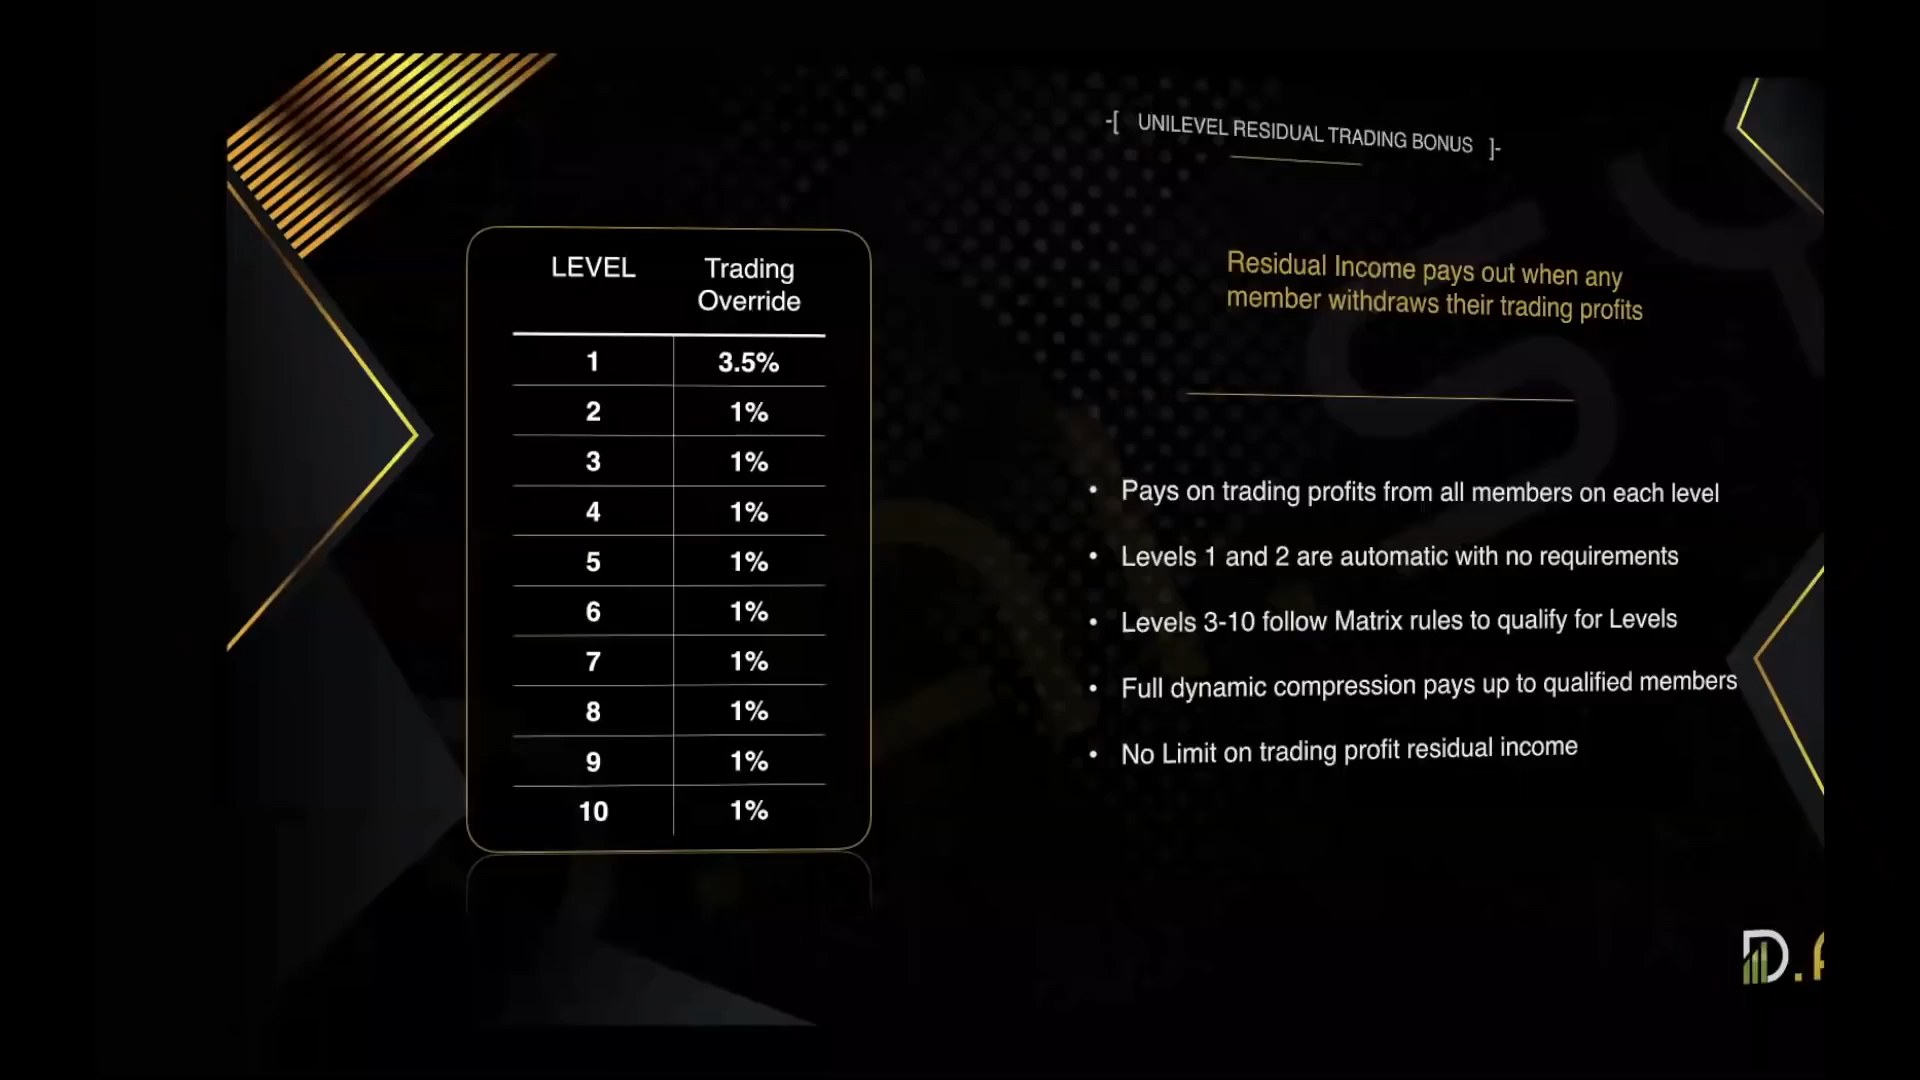 -[ UNILEVEL RESIDUAL TRADING BONUS ]-
Residual Income pays out when any
member withdraws their trading profits
LEVEL Trading
Override
1 3.5%
2 1%
3 1%
4 1%
5 1%
6 1%
7 1%
8 1%
9 1%
10 1%
• Pays on trading profits from all members on each level
• Levels 1 and 2 are automatic with no requirements
• Levels 3-10 follow Matrix rules to qualify for Levels
• Full dynamic compression pays up to qualified members
• No Limit on trading profit residual income
D.